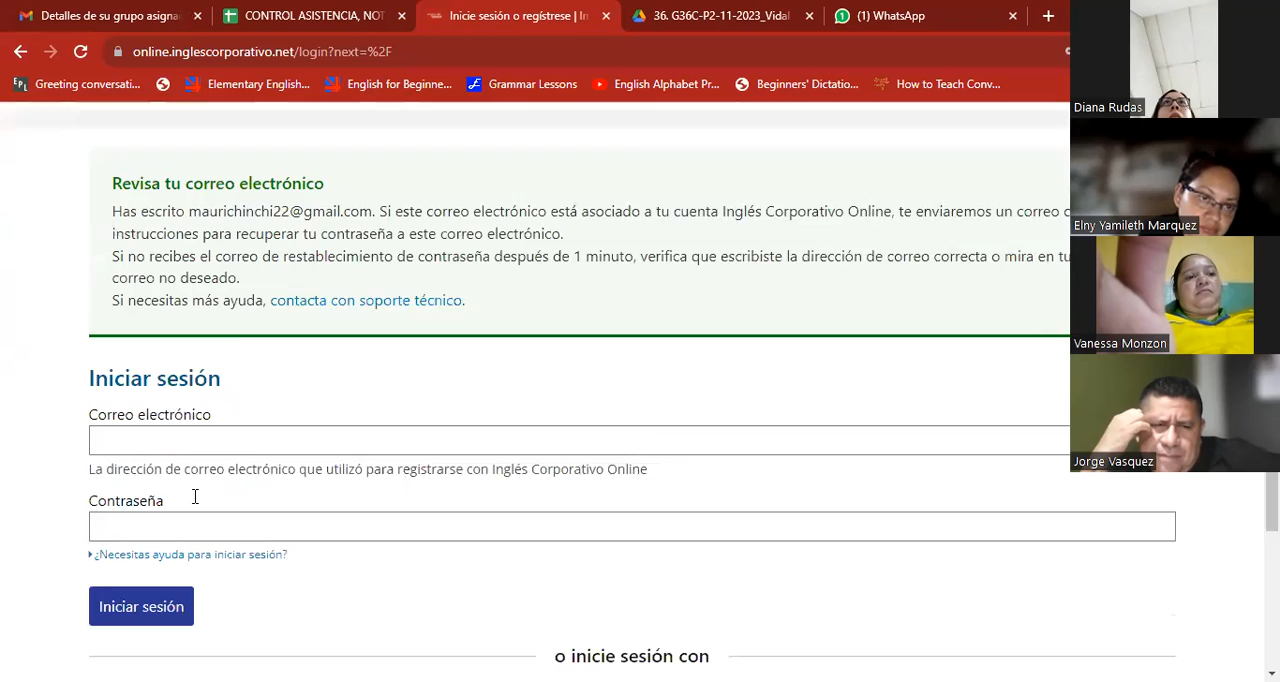 Detalles de su grupo asigna
CONTROL ASISTENCIA, NOT
Inicie sesión o regístrese | In
36. G36C-P2-11-2023_Vidal
(1) WhatsApp
online.inglescorporativo.net/login?next=%2F
Greeting conversati...
Elementary English...
English for Beginne...
Grammar Lessons
English Alphabet Pr...
Beginners' Dictatio...
How to Teach Conv...
Diana Rudas
Elny Yamileth Marquez
Vanessa Monzon
Jorge Vasquez
Revisa tu correo electrónico
Has escrito maurichinchi22@gmail.com. Si este correo electrónico está asociado a tu cuenta Inglés Corporativo Online, te enviaremos un correo
instrucciones para recuperar tu contraseña a este correo electrónico.
Si no recibes el correo de restablecimiento de contraseña después de 1 minuto, verifica que escribiste la dirección de correo correcta o mira en tu
correo no deseado.
Si necesitas más ayuda, contacta con soporte técnico.
Iniciar sesión
Correo electrónico
La dirección de correo electrónico que utilizó para registrarse con Inglés Corporativo Online
Contraseña
¿Necesitas ayuda para iniciar sesión?
Iniciar sesión
o inicie sesión con